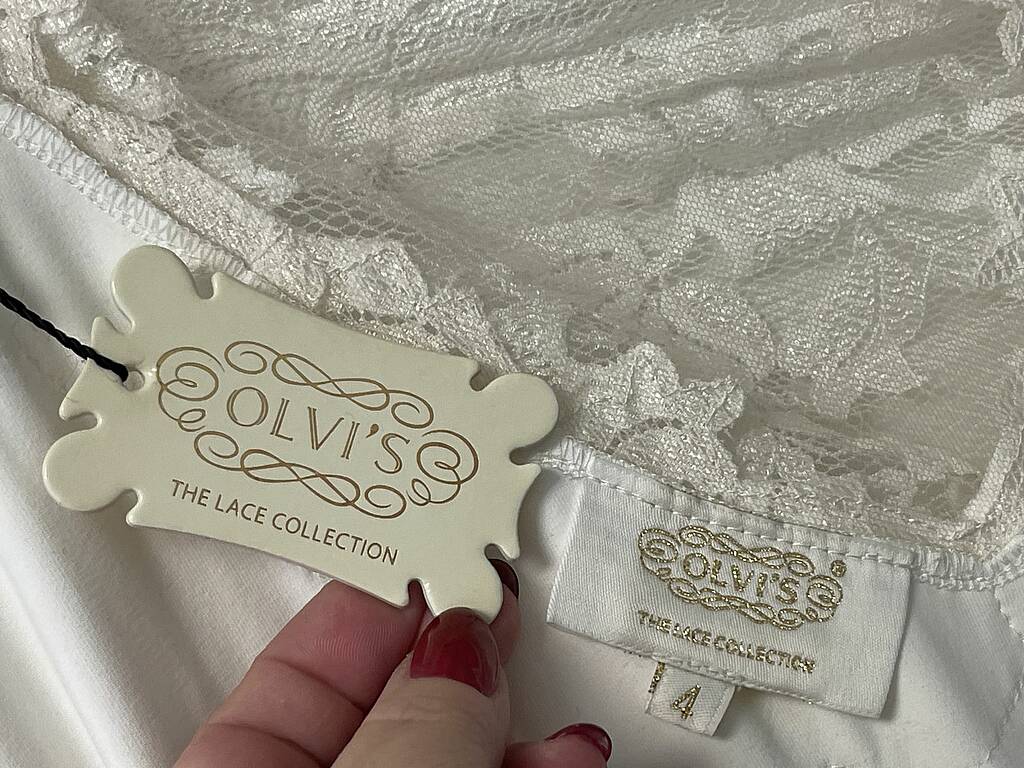 OLVI'S
THE LACE COLLECTION
OLVI'S®
THE LACE COLLECTION
4